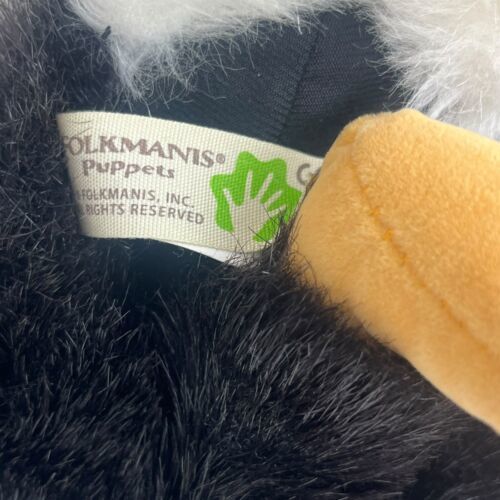 FOLKMANIS®
Puppets
FOLKMANIS, INC.
RIGHTS RESERVED